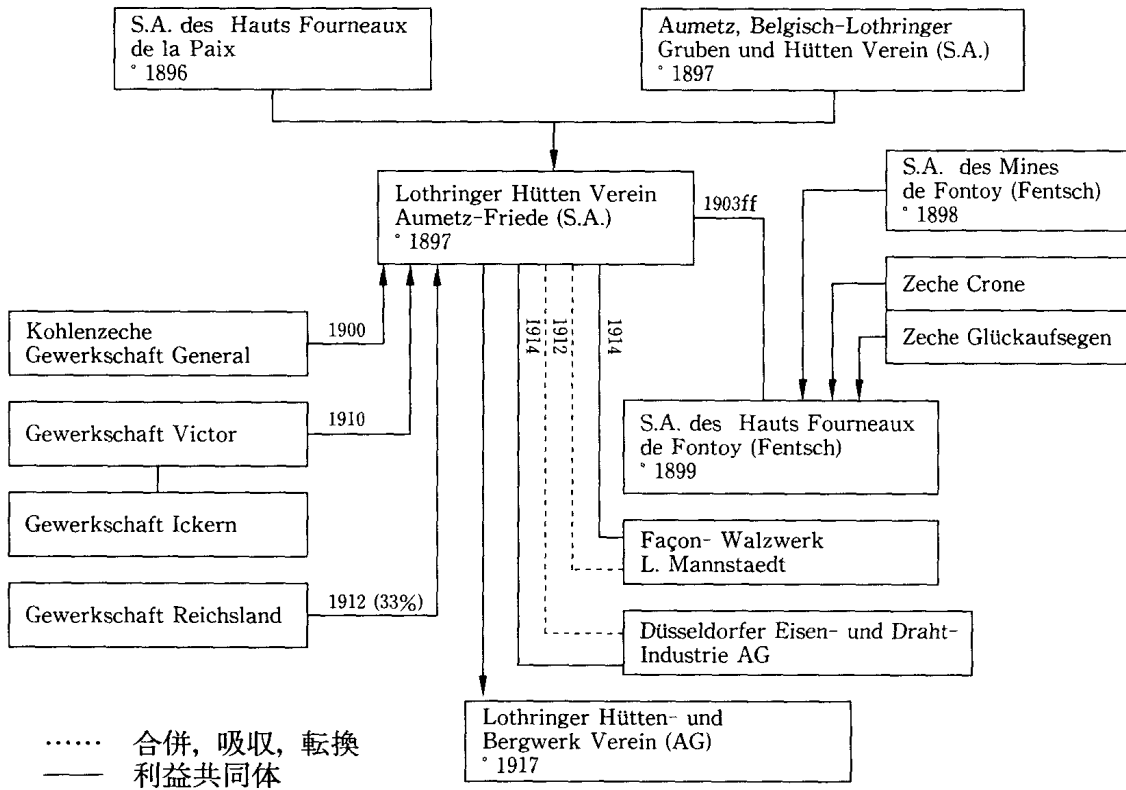 S.A. des Hauts Fourneaux
de la Paix
° 1896
Aumetz, Belgisch-Lothringer
Gruben und Hütten Verein (S.A.)
° 1897
Lothringer Hütten Verein
Aumetz-Friede (S.A.)
° 1897
1903ff
S.A. des Mines
de Fontoy (Fentsch)
° 1898
Zeche Crone
Zeche Glückaufsegen
Kohlenzeche
Gewerkschaft General
1900
1914
1912
1914
Gewerkschaft Victor
1910
S.A. des Hauts Fourneaux
de Fontoy (Fentsch)
° 1899
Gewerkschaft Ickern
Façon- Walzwerk
L. Mannstaedt
Gewerkschaft Reichsland
1912 (33%)
Düsseldorfer Eisen- und Draht-
Industrie AG
Lothringer Hütten- und
Bergwerk Verein (AG)
° 1917
…… 合併, 吸収, 転換
—— 利益共同体